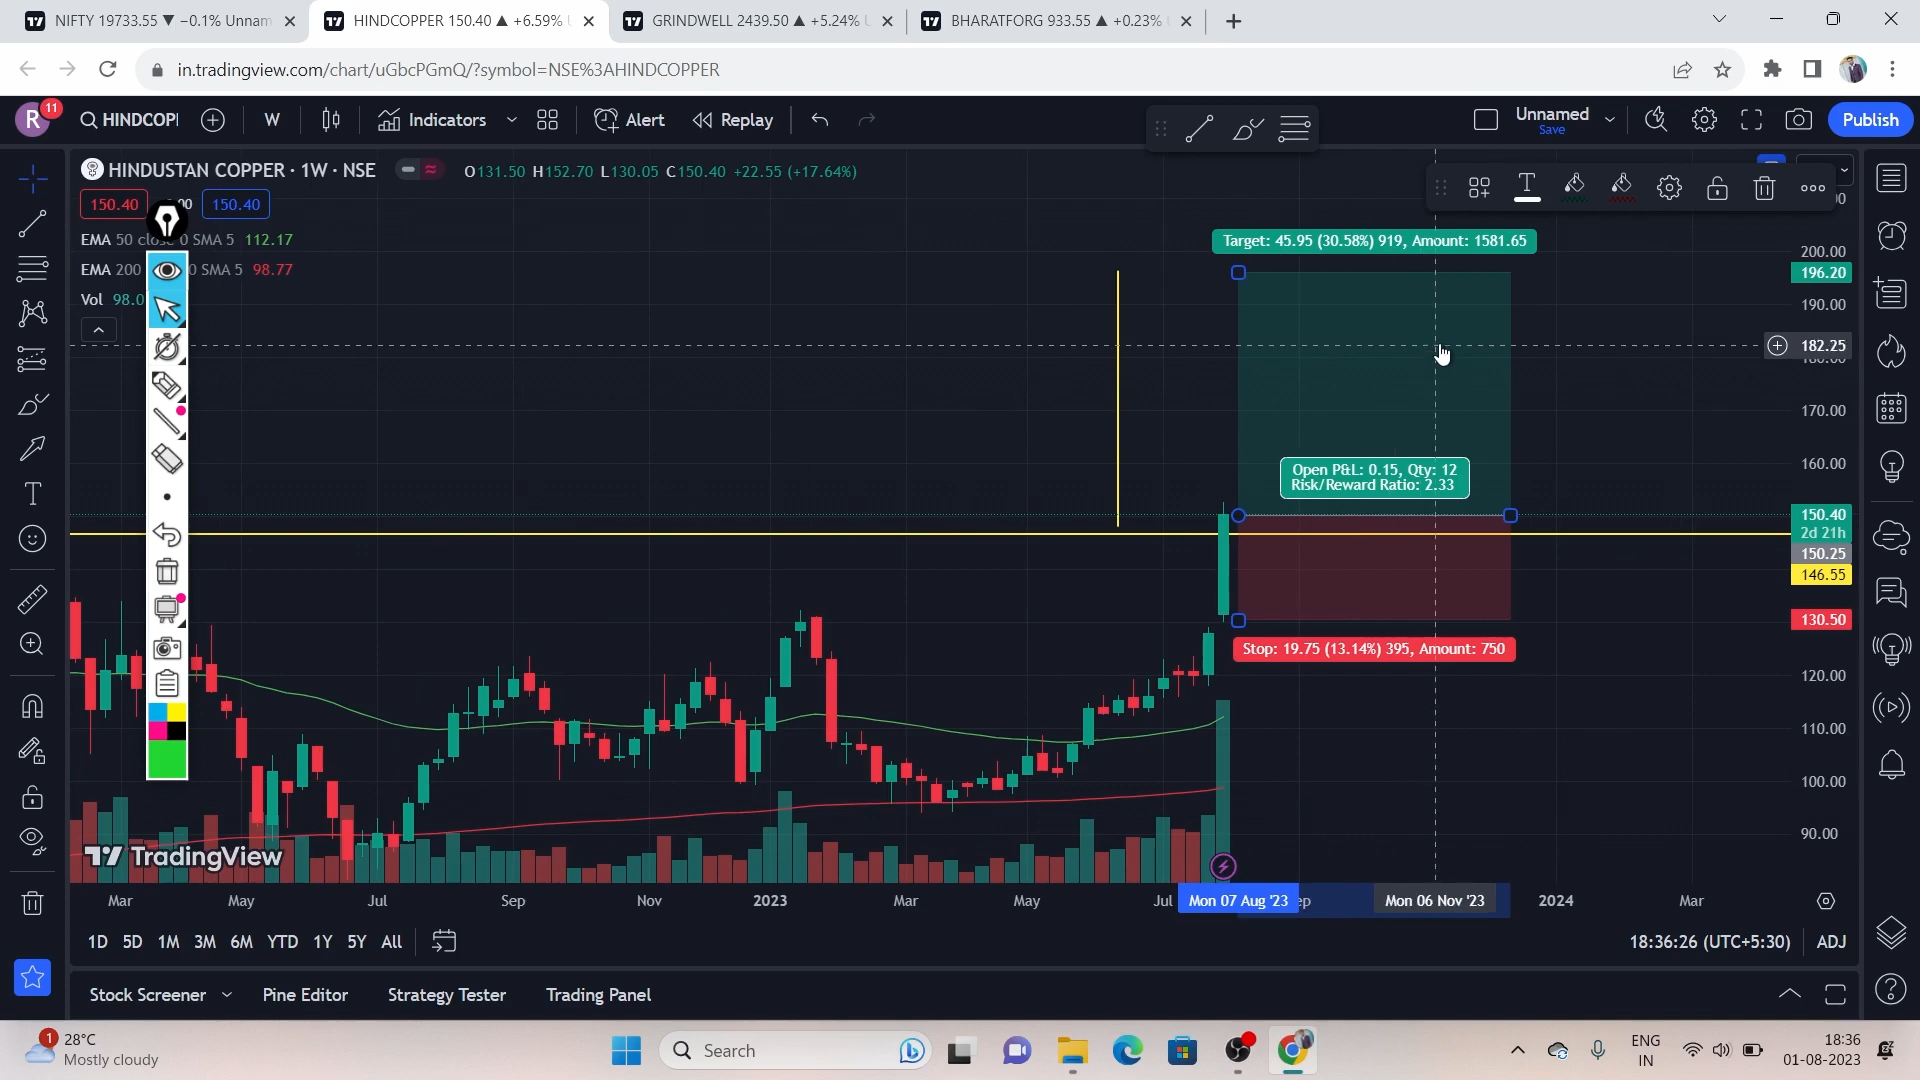 NIFTY 19733.55 ▼ −0.1% Unnam
HINDCOPPER 150.40 ▲ +6.59%
GRINDWELL 2439.50 ▲ +5.24%
BHARATFORG 933.55 ▲ +0.23%
in.tradingview.com/chart/uGbcPGmQ/?symbol=NSE%3AHINDCOPPER
R 11
HINDCOPI
W
Indicators
Alert
Replay
Unnamed
Save
Publish
HINDUSTAN COPPER · 1W · NSE
O131.50 H152.70 L130.05 C150.40 +22.55 (+17.64%)
150.40
150.40
EMA 50 close 0 SMA 5 112.17
EMA 200 0 SMA 5 98.77
Vol 98.0
Target: 45.95 (30.58%) 919, Amount: 1581.65
Open P&L: 0.15, Qty: 12
Risk/Reward Ratio: 2.33
Stop: 19.75 (13.14%) 395, Amount: 750
200.00
196.20
190.00
182.25
170.00
160.00
150.40
2d 21h
150.25
146.55
130.50
120.00
110.00
100.00
90.00
TradingView
Mar
May
Jul
Sep
Nov
2023
Mar
May
Jul
Mon 07 Aug '23
ep
Mon 06 Nov '23
2024
Mar
1D 5D 1M 3M 6M YTD 1Y 5Y All
18:36:26 (UTC+5:30)
ADJ
Stock Screener
Pine Editor
Strategy Tester
Trading Panel
1
28°C
Mostly cloudy
Search
ENG
IN
18:36
01-08-2023